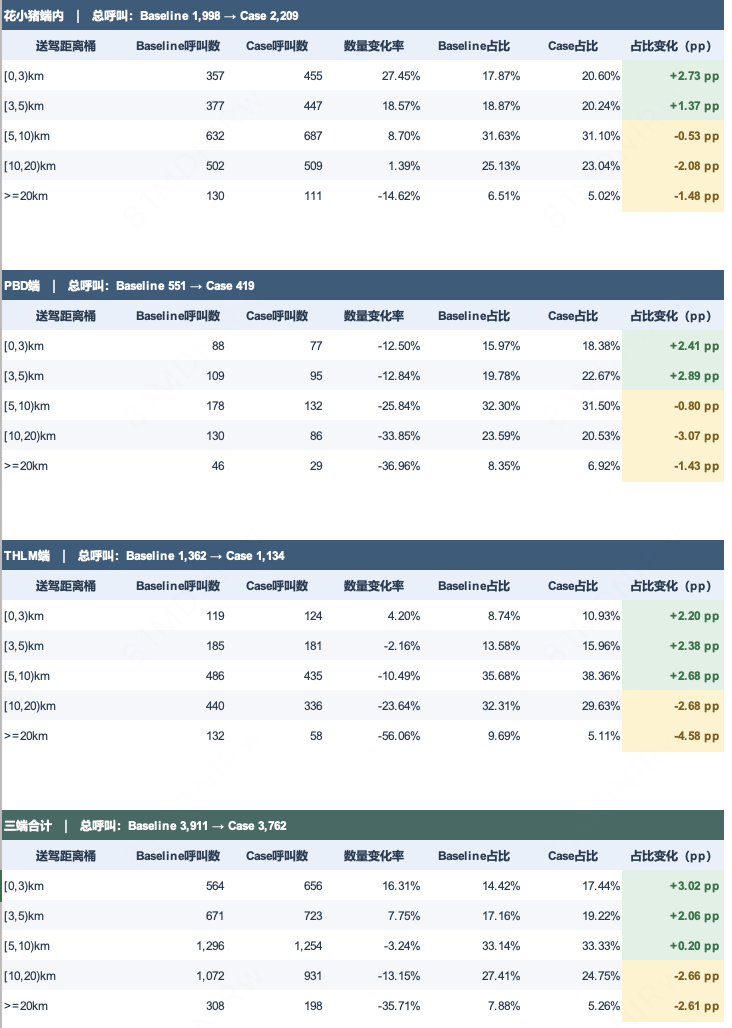 花小猪端内 | 总呼叫：Baseline 1,998 → Case 2,209
送驾距离桶 Baseline呼叫数 Case呼叫数 数量变化率 Baseline占比 Case占比 占比变化（pp）
[0,3)km 357 455 27.45% 17.87% 20.60% +2.73 pp
[3,5)km 377 447 18.57% 18.87% 20.24% +1.37 pp
[5,10)km 632 687 8.70% 31.63% 31.10% -0.53 pp
[10,20)km 502 509 1.39% 25.13% 23.04% -2.08 pp
>=20km 130 111 -14.62% 6.51% 5.02% -1.48 pp
PBD端 | 总呼叫：Baseline 551 → Case 419
送驾距离桶 Baseline呼叫数 Case呼叫数 数量变化率 Baseline占比 Case占比 占比变化（pp）
[0,3)km 88 77 -12.50% 15.97% 18.38% +2.41 pp
[3,5)km 109 95 -12.84% 19.78% 22.67% +2.89 pp
[5,10)km 178 132 -25.84% 32.30% 31.50% -0.80 pp
[10,20)km 130 86 -33.85% 23.59% 20.53% -3.07 pp
>=20km 46 29 -36.96% 8.35% 6.92% -1.43 pp
THLM端 | 总呼叫：Baseline 1,362 → Case 1,134
送驾距离桶 Baseline呼叫数 Case呼叫数 数量变化率 Baseline占比 Case占比 占比变化（pp）
[0,3)km 119 124 4.20% 8.74% 10.93% +2.20 pp
[3,5)km 185 181 -2.16% 13.58% 15.96% +2.38 pp
[5,10)km 486 435 -10.49% 35.68% 38.36% +2.68 pp
[10,20)km 440 336 -23.64% 32.31% 29.63% -2.68 pp
>=20km 132 58 -56.06% 9.69% 5.11% -4.58 pp
三端合计 | 总呼叫：Baseline 3,911 → Case 3,762
送驾距离桶 Baseline呼叫数 Case呼叫数 数量变化率 Baseline占比 Case占比 占比变化（pp）
[0,3)km 564 656 16.31% 14.42% 17.44% +3.02 pp
[3,5)km 671 723 7.75% 17.16% 19.22% +2.06 pp
[5,10)km 1,296 1,254 -3.24% 33.14% 33.33% +0.20 pp
[10,20)km 1,072 931 -13.15% 27.41% 24.75% -2.66 pp
>=20km 308 198 -35.71% 7.88% 5.26% -2.61 pp